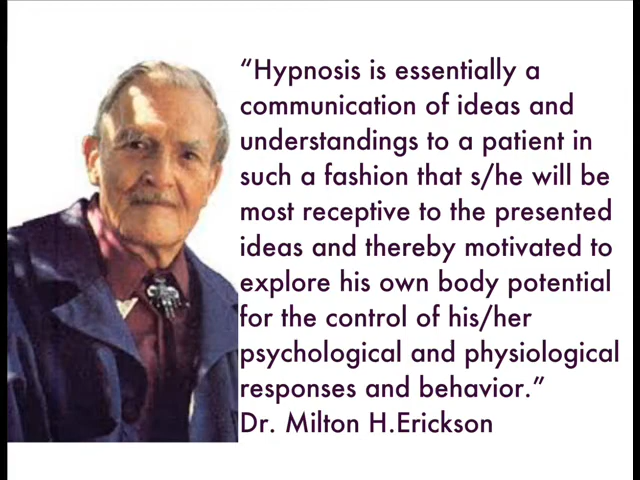 “Hypnosis is essentially a
communication of ideas and
understandings to a patient in
such a fashion that s/he will be
most receptive to the presented
ideas and thereby motivated to
explore his own body potential
for the control of his/her
psychological and physiological
responses and behavior.”
Dr. Milton H.Erickson